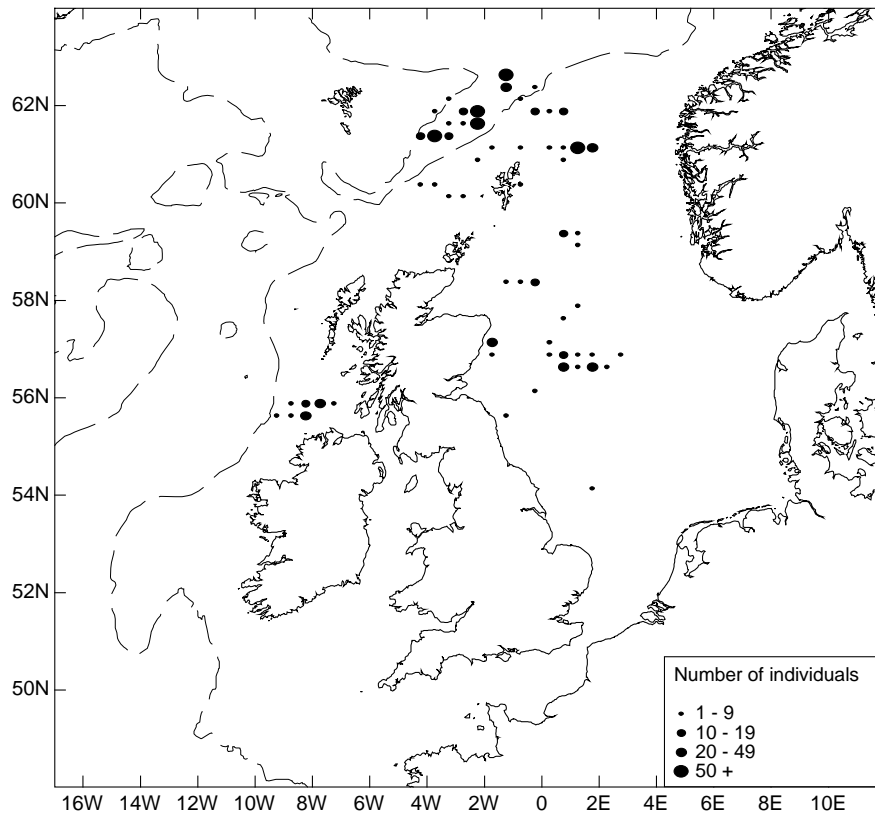 62N
60N
58N
56N
54N
52N
50N
Number of individuals
1 - 9
10 - 19
20 - 49
50 +
16W 14W 12W 10W 8W 6W 4W 2W 0 2E 4E 6E 8E 10E